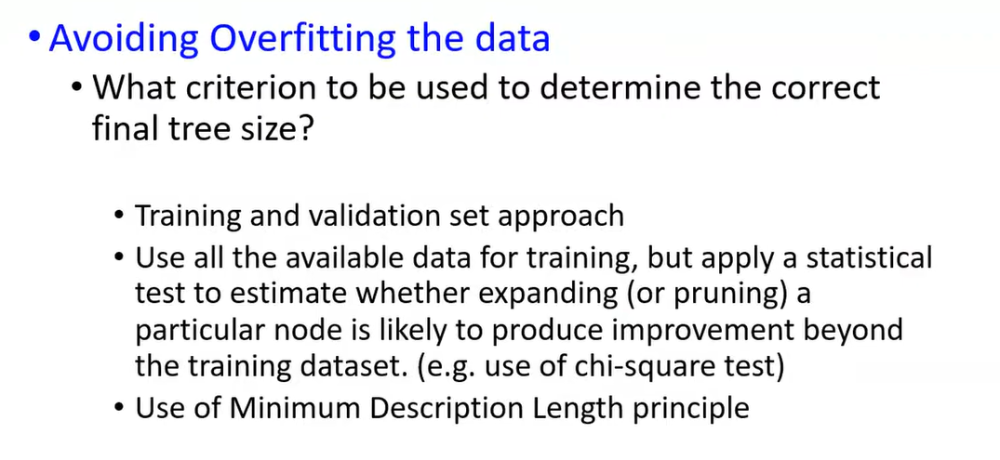 • Avoiding Overfitting the data
• What criterion to be used to determine the correct
final tree size?
• Training and validation set approach
• Use all the available data for training, but apply a statistical
test to estimate whether expanding (or pruning) a
particular node is likely to produce improvement beyond
the training dataset. (e.g. use of chi-square test)
• Use of Minimum Description Length principle